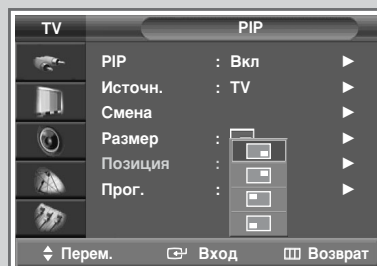 TV PIP
PIP : Вкл
Источн. : TV
Смена
Размер :
Позиция :
Прог. :
Перем. Вход Возврат